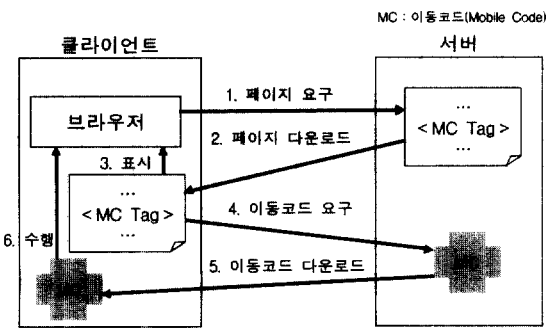 MC : 이동코드(Mobile Code)
클라이언트
서버
브라우저
1. 페이지 요구
...
< MC Tag >
...
2. 페이지 다운로드
3. 표시
...
< MC Tag >
...
4. 이동코드 요구
6. 수행
5. 이동코드 다운로드